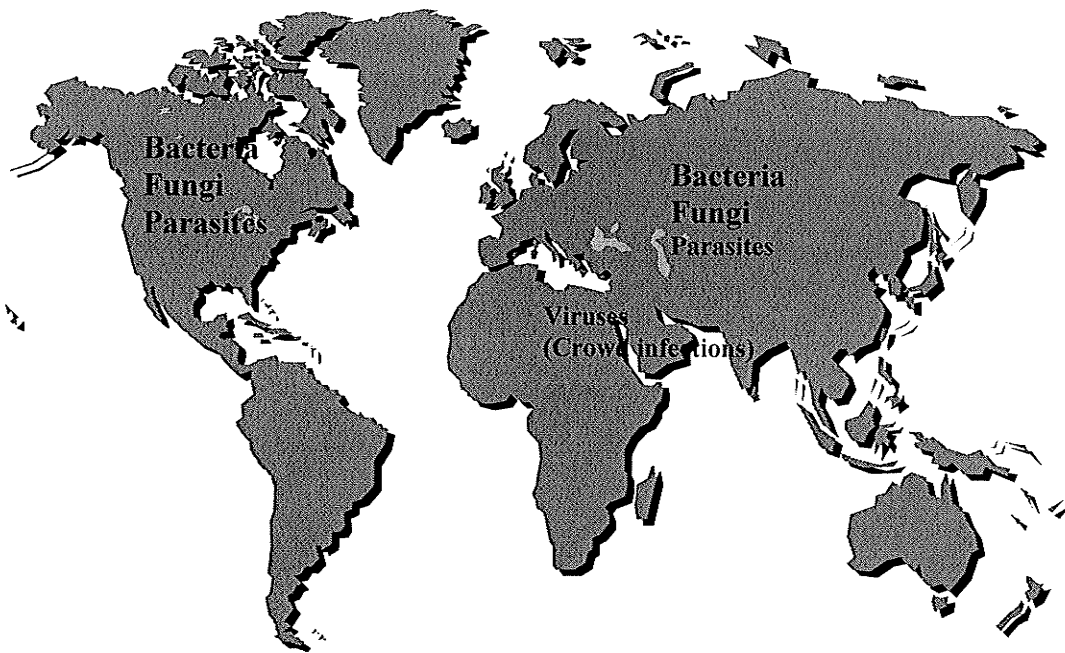 Bacteria
Fungi
Parasites
Bacteria
Fungi
Parasites
Viruses
(Crowd infections)